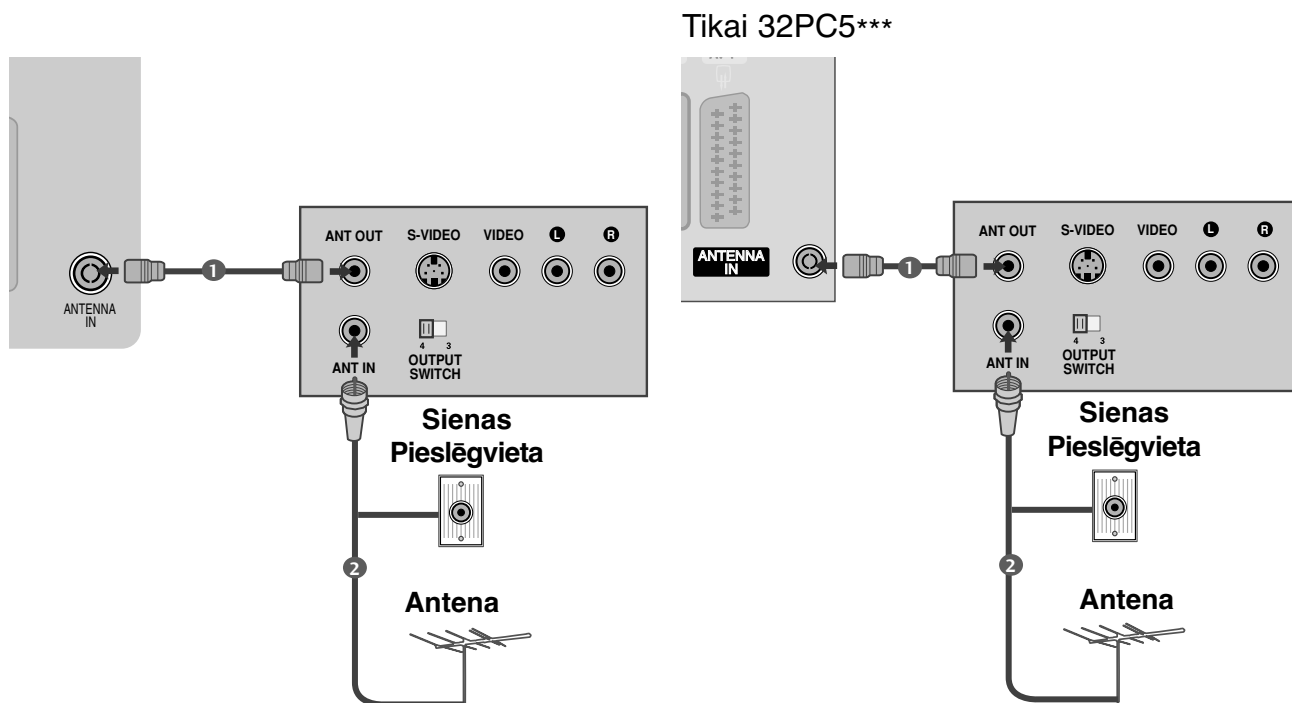 Tikai 32PC5***
ANT OUT
S-VIDEO
VIDEO
L
R
1
ANTENNA
IN
4
3
OUTPUT
SWITCH
ANT IN
Sienas
Pieslēgvieta
2
Antena
ANTENNA
IN
1
ANT OUT
S-VIDEO
VIDEO
L
R
4
3
OUTPUT
SWITCH
ANT IN
Sienas
Pieslēgvieta
2
Antena